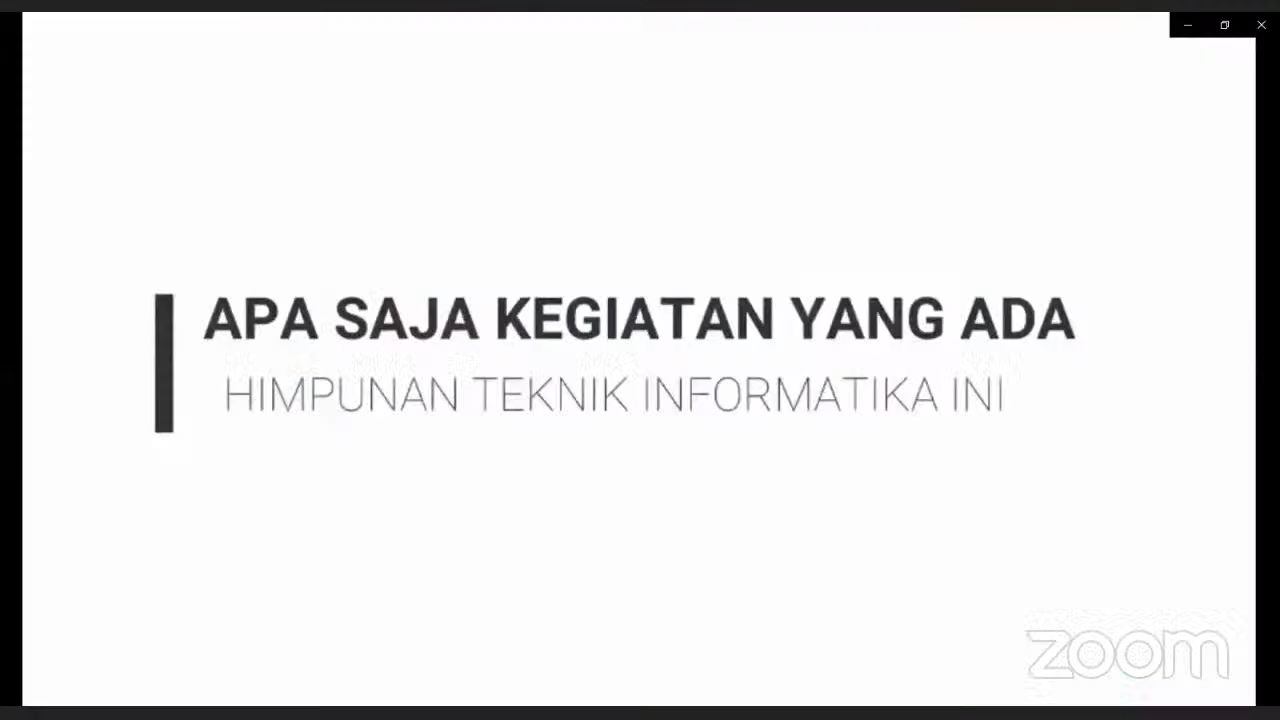 APA SAJA KEGIATAN YANG ADA
HIMPUNAN TEKNIK INFORMATIKA INI
zoom